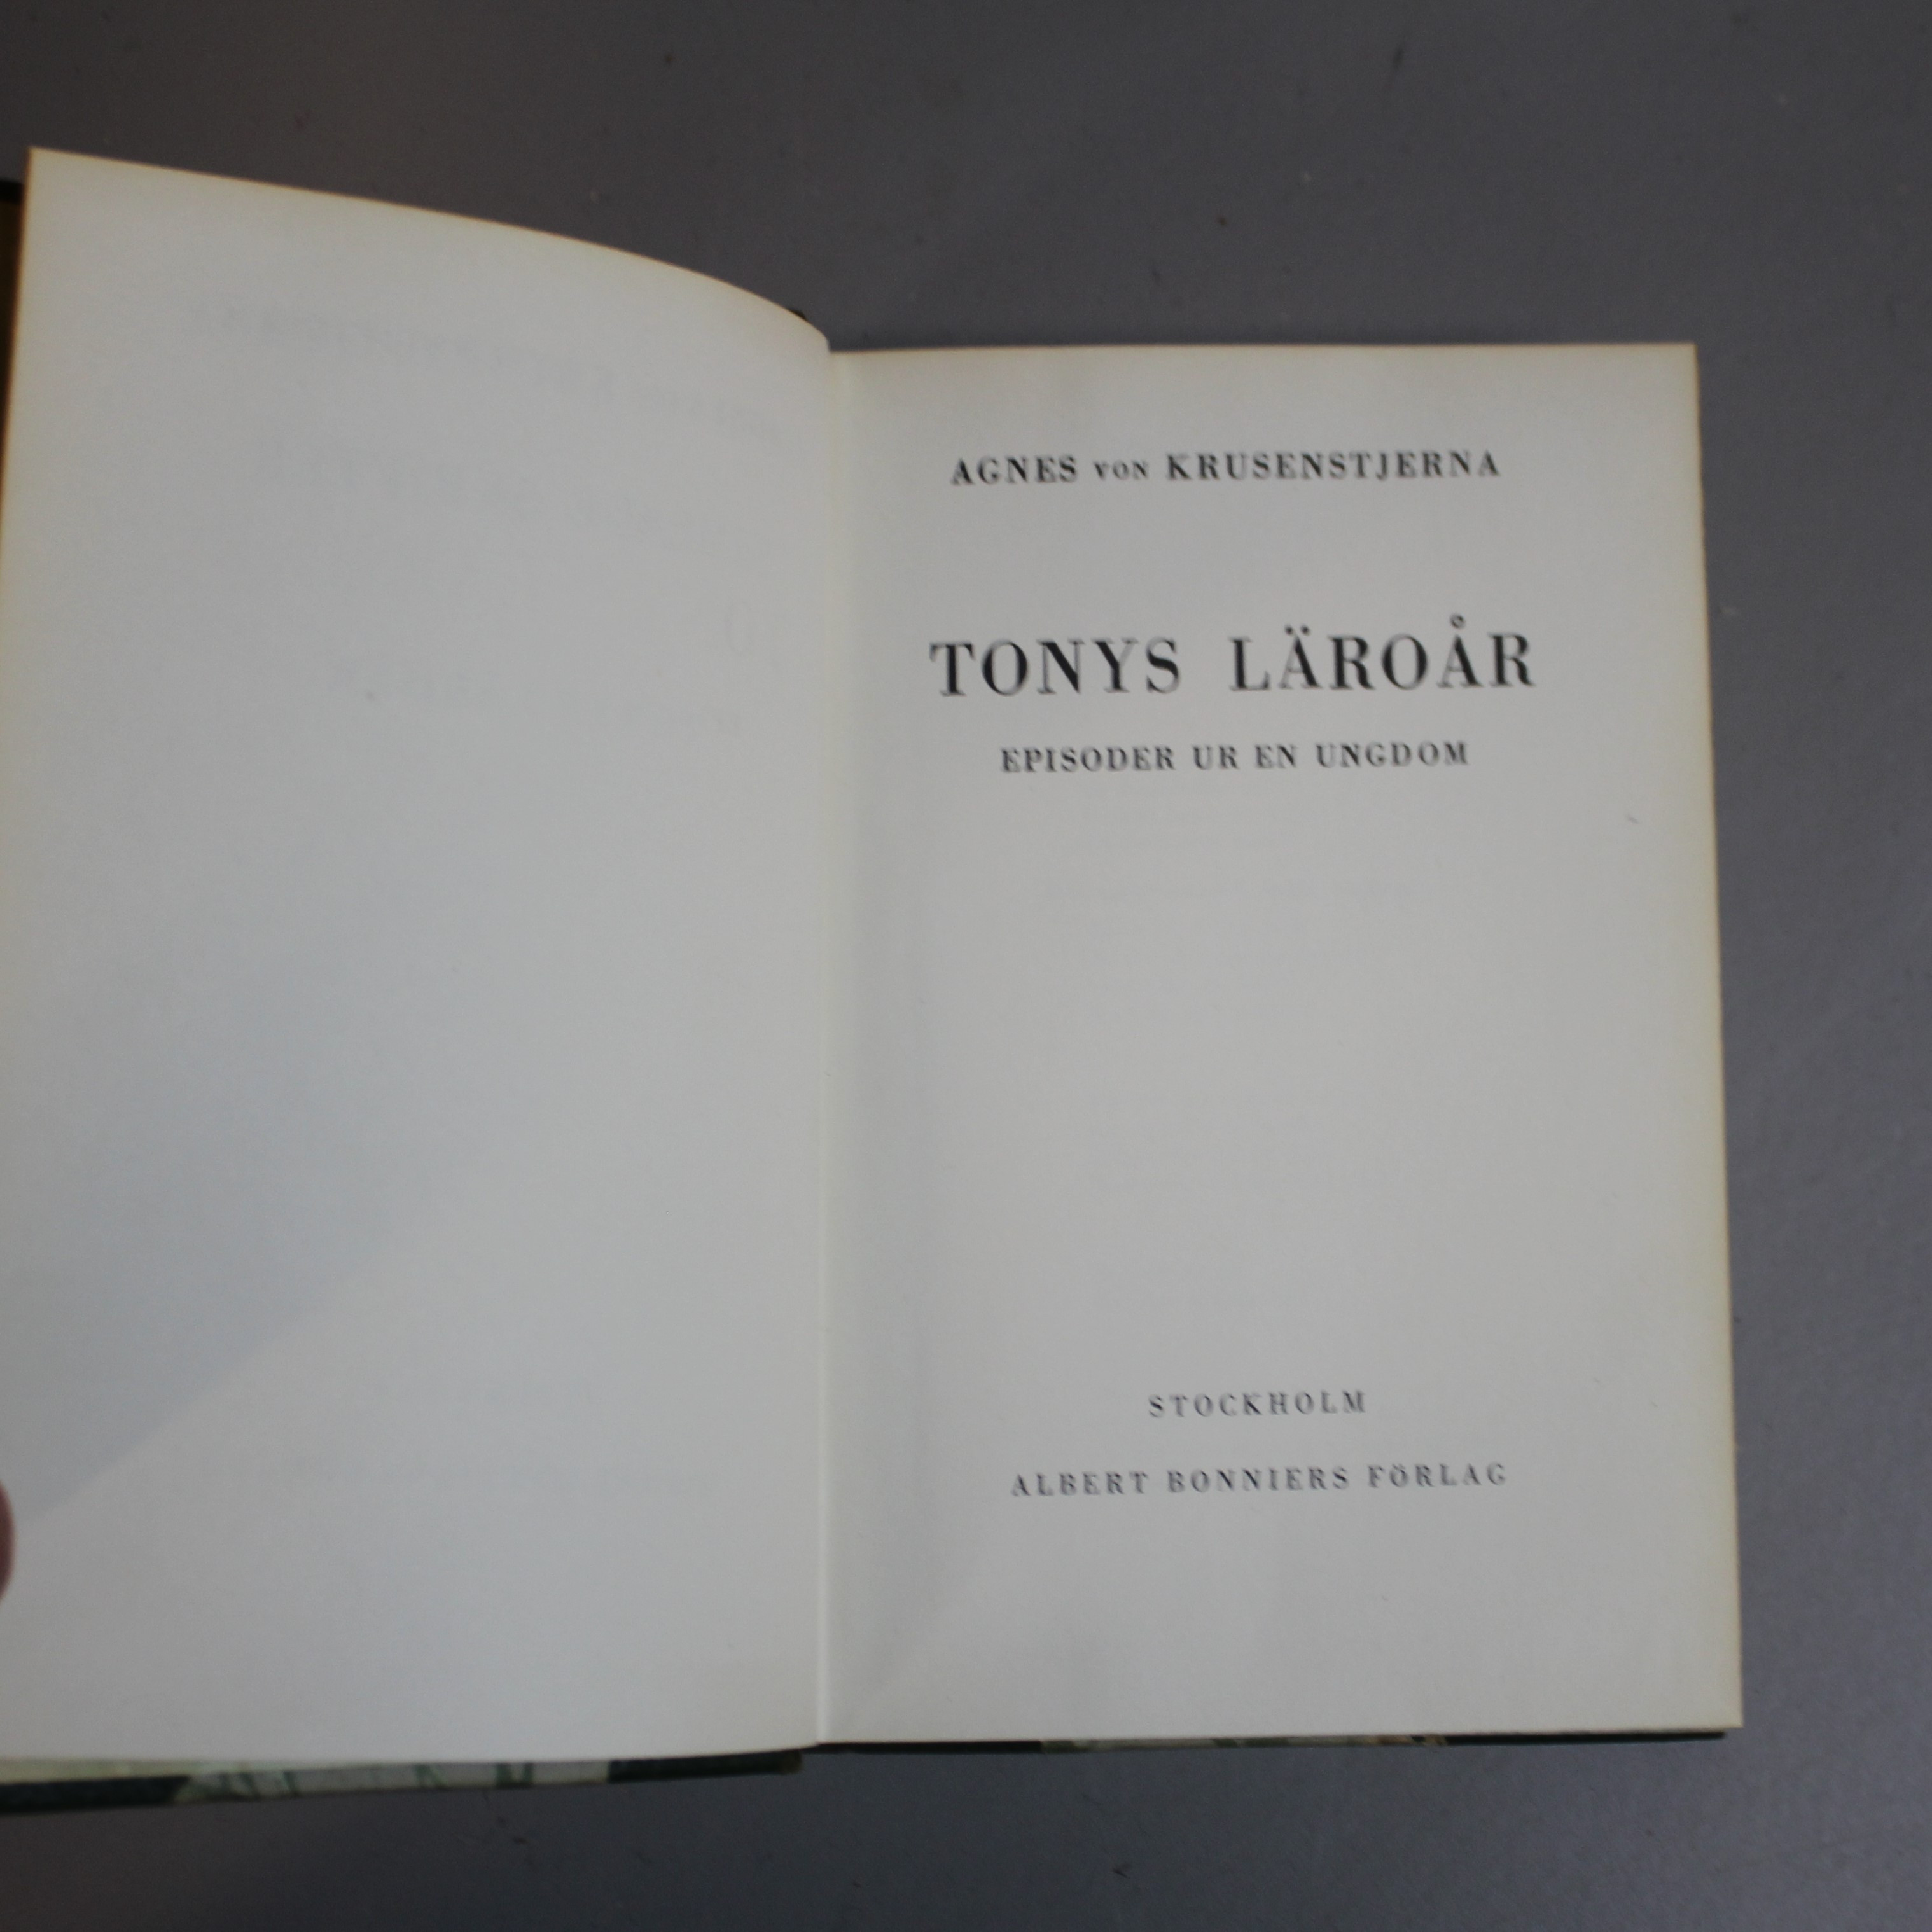 AGNES VON KRUSENSTJERNA
TONYS LÄROÅR
EPISODER UR EN UNGDOM
STOCKHOLM
ALBERT BONNIERS FÖRLAG